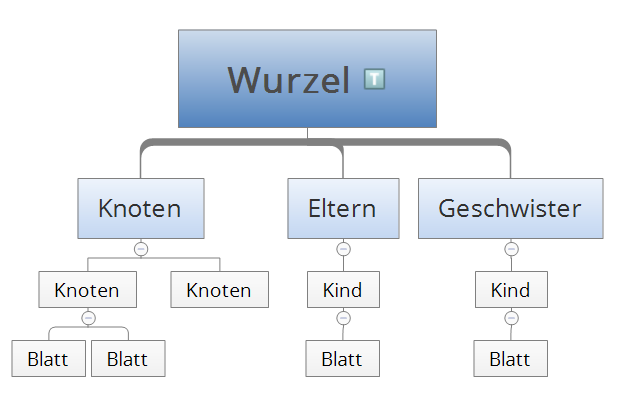 Wurzel T
Knoten Eltern Geschwister
Knoten Knoten Kind Kind
Blatt Blatt Blatt Blatt